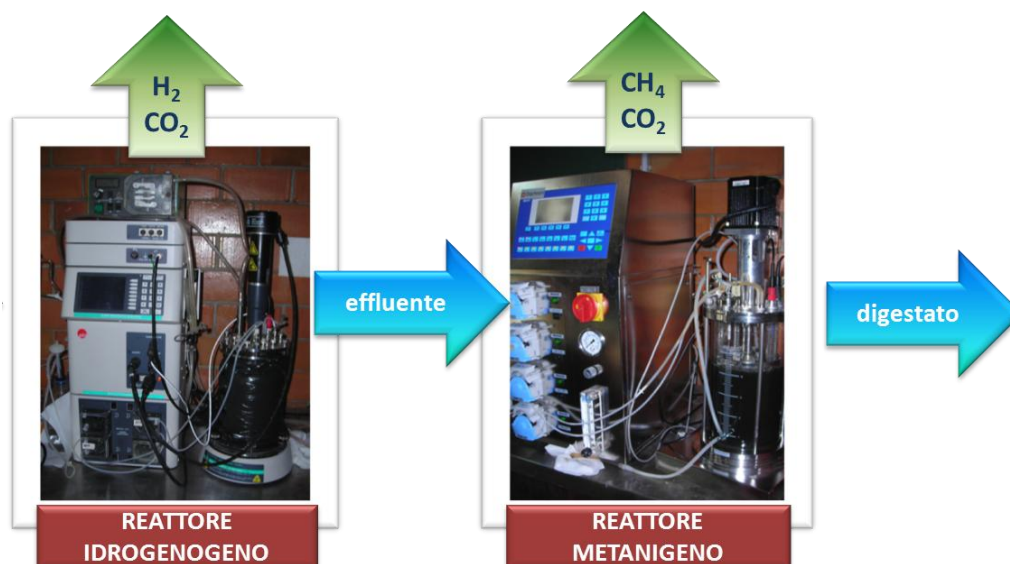 H₂
CO₂
CH₄
CO₂
effluente
digestato
REATTORE
IDROGENOGENO
REATTORE
METANIGENO